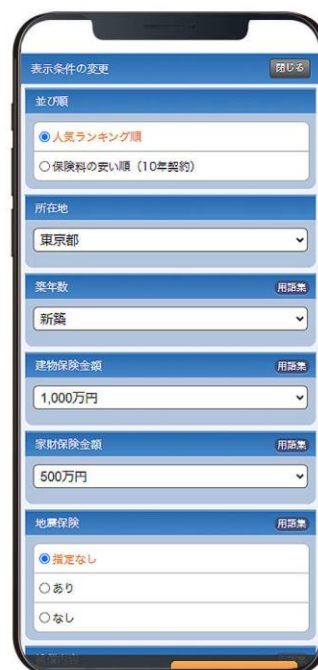 表示条件の変更
閉じる
並び順
人気ランキング順
保険料の安い順（10年契約）
所在地
東京都
築年数
用語集
新築
建物保険金額
用語集
1,000万円
家財保険金額
用語集
500万円
地震保険
用語集
指定なし
あり
なし